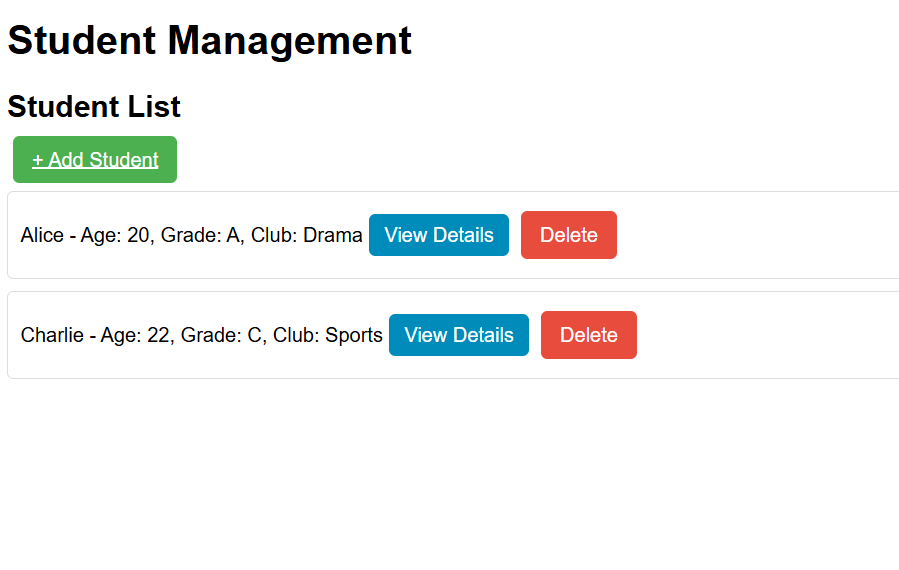 Student Management
Student List
+ Add Student
Alice - Age: 20, Grade: A, Club: Drama View Details Delete
Charlie - Age: 22, Grade: C, Club: Sports View Details Delete